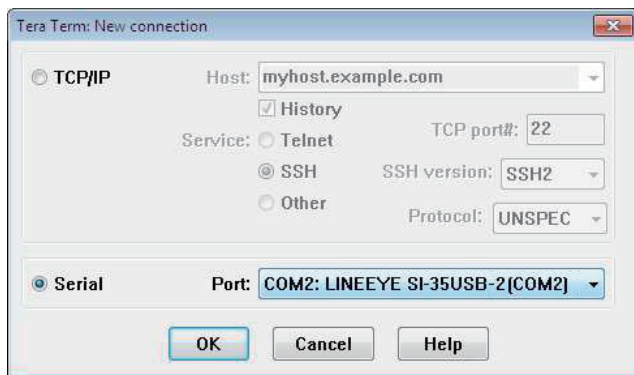 Tera Term: New connection
TCP/IP
Host: myhost.example.com
History
Service: Telnet
TCP port#: 22
SSH
SSH version: SSH2
Other
Protocol: UNSPEC
Serial
Port: COM2: LINEEYE SI-35USB-2(COM2)
OK
Cancel
Help